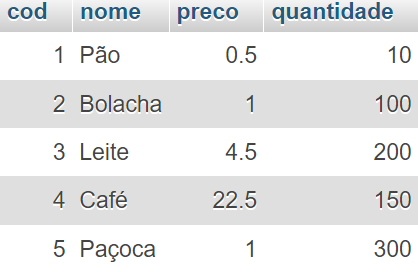 cod nome preco quantidade
1 Pão 0.5 10
2 Bolacha 1 100
3 Leite 4.5 200
4 Café 22.5 150
5 Paçoca 1 300